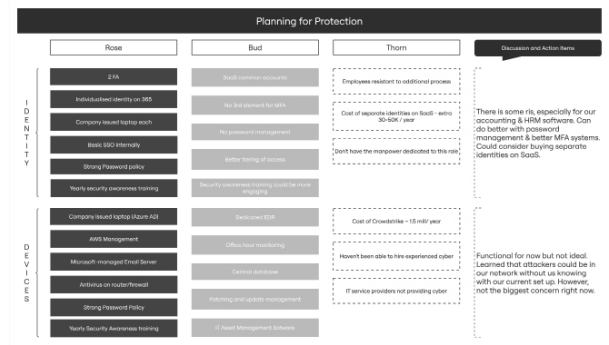 Planning for Protection
Rose
Bud
Thorn
Discussion and Action Items
IDENTITY
2 FA
Individualised identity on 365
Company issued laptop each
Basic SSO internally
Strong Password policy
Yearly security awareness training
SaaS common accounts
No 3rd element for MFA
No password management
Better tiering of access
Security awareness training could be more
engaging
Employees resistant to additional process
Cost of separate identities on SaaS - extra
30-50K / year
Don't have the manpower dedicated to this role
There is some ris, especially for our
accounting & HRM software. Can
do better with password
management & better MFA systems.
Could consider buying separate
identities on SaaS.
DEVICES
Company issued laptop (Azure AD)
AWS Management
Microsoft-managed Email Server
Antivirus on router/firewall
Strong Password Policy
Yearly Security Awareness training
Dedicated EDR
Office hour monitoring
Central database
Patching and update management
IT Asset Management Sofware
Cost of Crowdstrike ~ 1.5 mill/ year
Haven't been able to hire experienced cyber
IT service providers not providing cyber
Functional for now but not ideal.
Learned that attackers could be in
our network without us knowing
with our current set up. However,
not the biggest concern right now.